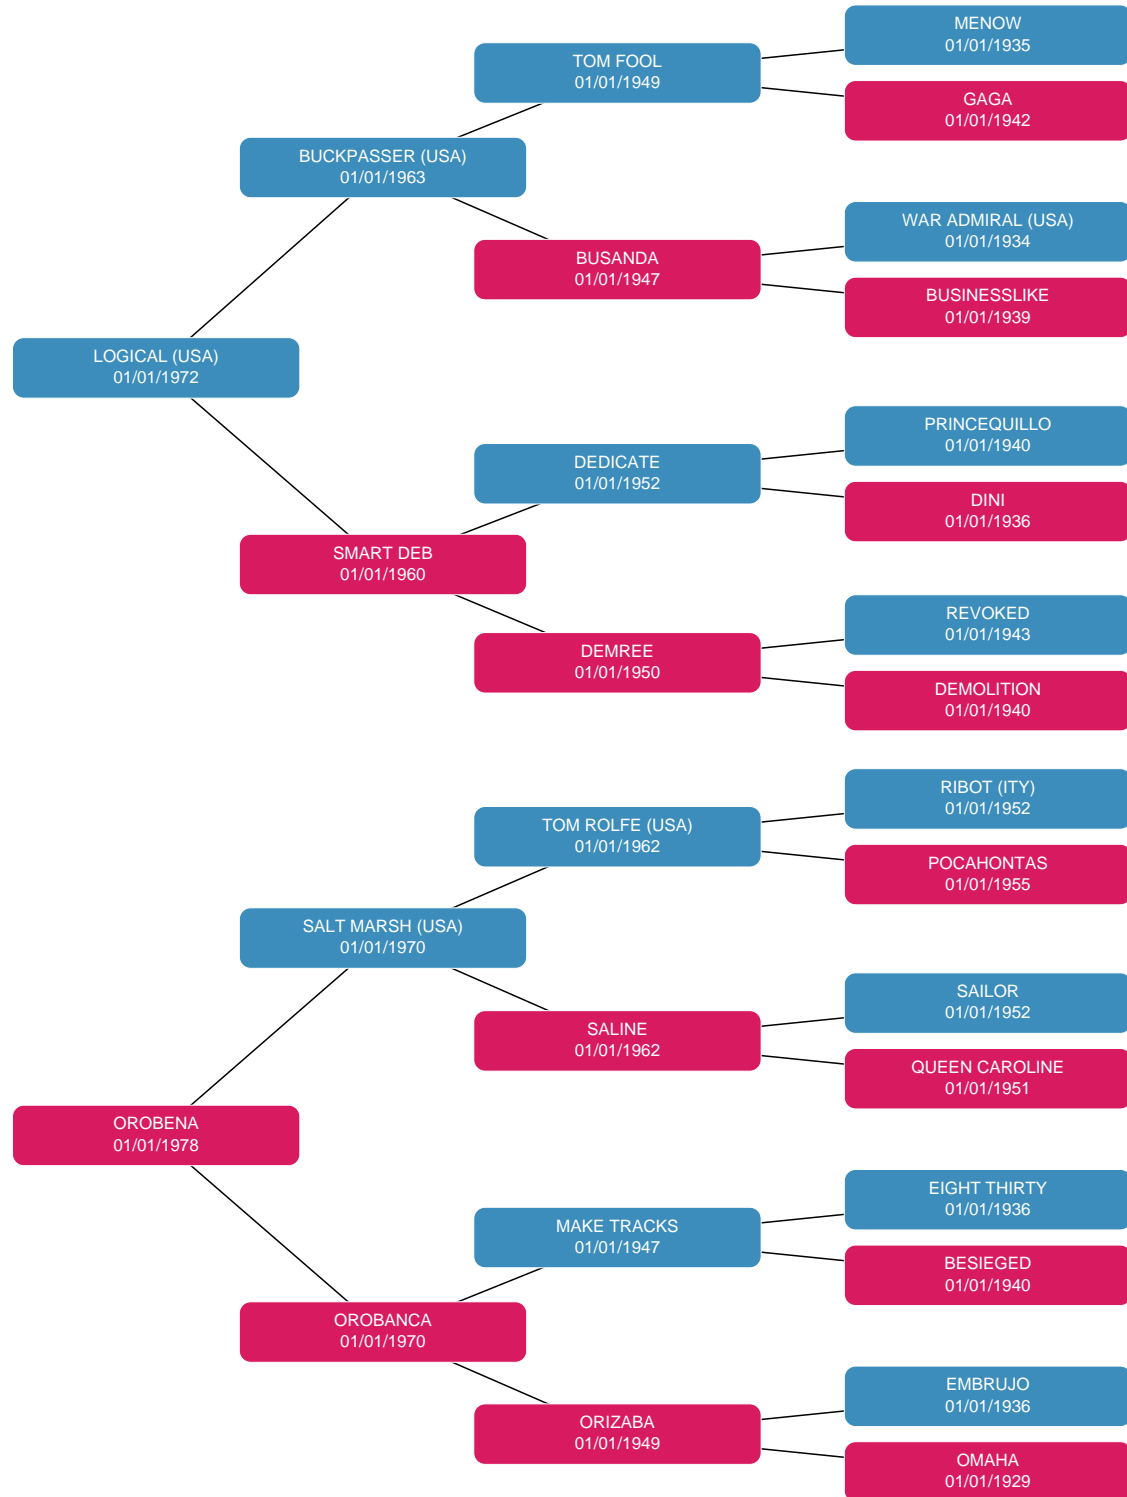 MENOW
01/01/1935
TOM FOOL
01/01/1949
GAGA
01/01/1942
BUCKPASSER (USA)
01/01/1963
WAR ADMIRAL (USA)
01/01/1934
BUSANDA
01/01/1947
BUSINESSLIKE
01/01/1939
LOGICAL (USA)
01/01/1972
PRINCEQUILLO
01/01/1940
DEDICATE
01/01/1952
DINI
01/01/1936
SMART DEB
01/01/1960
REVOKED
01/01/1943
DEMREE
01/01/1950
DEMOLITION
01/01/1940
RIBOT (ITY)
01/01/1952
TOM ROLFE (USA)
01/01/1962
POCAHONTAS
01/01/1955
SALT MARSH (USA)
01/01/1970
SAILOR
01/01/1952
SALINE
01/01/1962
QUEEN CAROLINE
01/01/1951
OROBENA
01/01/1978
EIGHT THIRTY
01/01/1936
MAKE TRACKS
01/01/1947
BESIEGED
01/01/1940
OROBANCA
01/01/1970
EMBRUJO
01/01/1936
ORIZABA
01/01/1949
OMAHA
01/01/1929